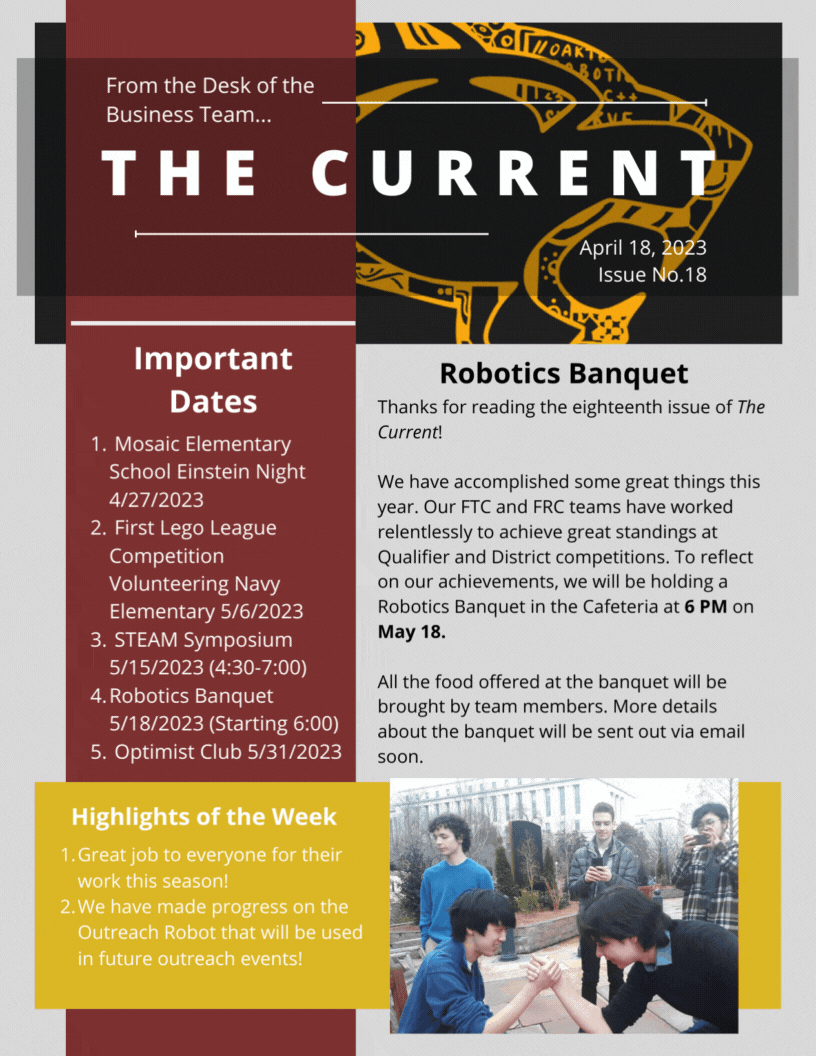 From the Desk of the
Business Team...
THE CURRENT
April 18, 2023
Issue No.18
OAKT
ROBOTI
C++
Important
Dates
1. Mosaic Elementary
School Einstein Night
4/27/2023
2. First Lego League
Competition
Volunteering Navy
Elementary 5/6/2023
3. STEAM Symposium
5/15/2023 (4:30-7:00)
4. Robotics Banquet
5/18/2023 (Starting 6:00)
5. Optimist Club 5/31/2023
Robotics Banquet
Thanks for reading the eighteenth issue of The
Current!
We have accomplished some great things this
year. Our FTC and FRC teams have worked
relentlessly to achieve great standings at
Qualifier and District competitions. To reflect
on our achievements, we will be holding a
Robotics Banquet in the Cafeteria at 6 PM on
May 18.
All the food offered at the banquet will be
brought by team members. More details
about the banquet will be sent out via email
soon.
Highlights of the Week
1. Great job to everyone for their
work this season!
2. We have made progress on the
Outreach Robot that will be used
in future outreach events!